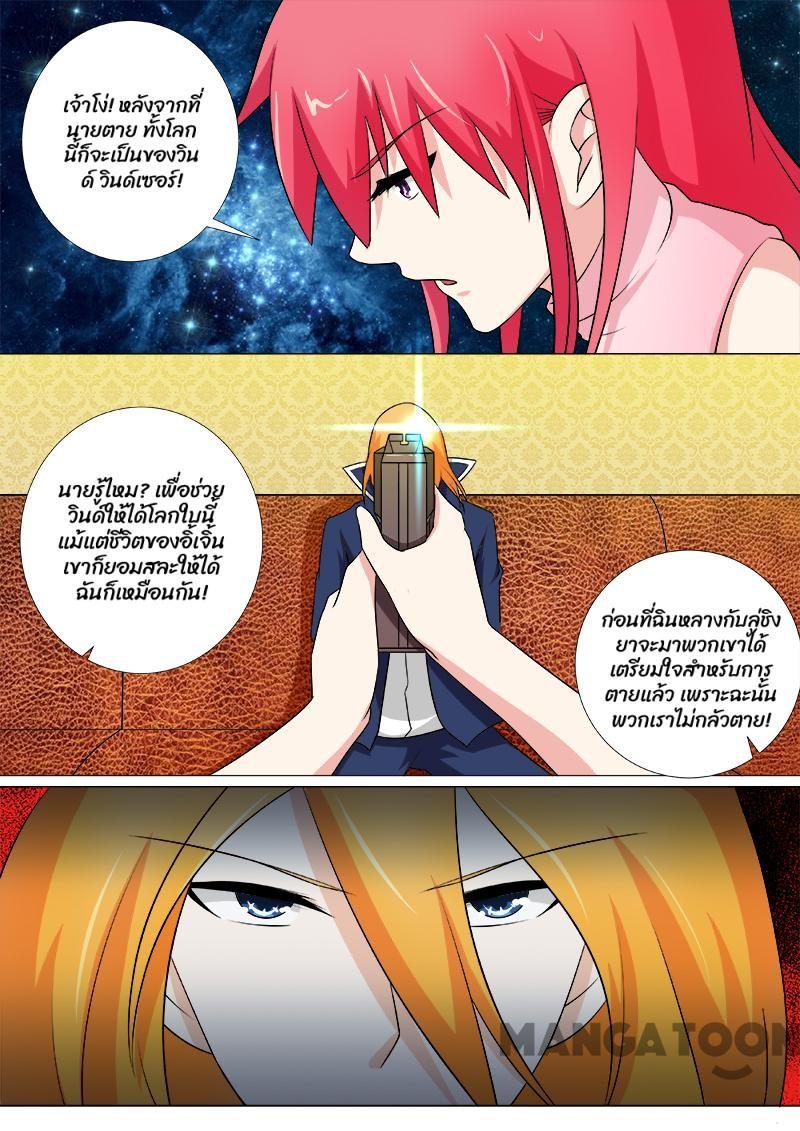 เจ้าโง่! หลังจากที่
นายตาย ทั้งโลก
นี้ก็จะเป็นของวิน
ด์ วินด์เซอร์!
นายรู้ไหม? เพื่อช่วย
วินด์ให้ได้โลกใบนี้
แม้แต่ชีวิตของอี้เจิ้น
เขาก็ยอมสละให้ได้
ฉันก็เหมือนกัน!
ก่อนที่ฉินหลางกับลู่ชิง
ยาจะมาพวกเขาได้
เตรียมใจสำหรับการ
ตายแล้ว เพราะฉะนั้น
พวกเราไม่กลัวตาย!
MANGATOON